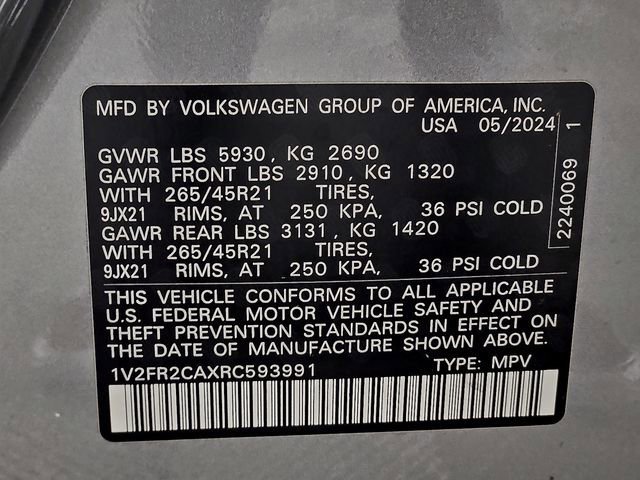 MFD BY VOLKSWAGEN GROUP OF AMERICA, INC.
USA 05/2024
GVWR LBS 5930, KG 2690
GAWR FRONT LBS 2910, KG 1320
WITH 265/45R21 TIRES,
9JX21 RIMS, AT 250 KPA, 36 PSI COLD
GAWR REAR LBS 3131, KG 1420
WITH 265/45R21 TIRES,
9JX21 RIMS, AT 250 KPA, 36 PSI COLD
2240069 1
THIS VEHICLE CONFORMS TO ALL APPLICABLE
U.S. FEDERAL MOTOR VEHICLE SAFETY AND
THEFT PREVENTION STANDARDS IN EFFECT ON
THE DATE OF MANUFACTURE SHOWN ABOVE.
1V2FR2CAXRC593991 TYPE: MPV